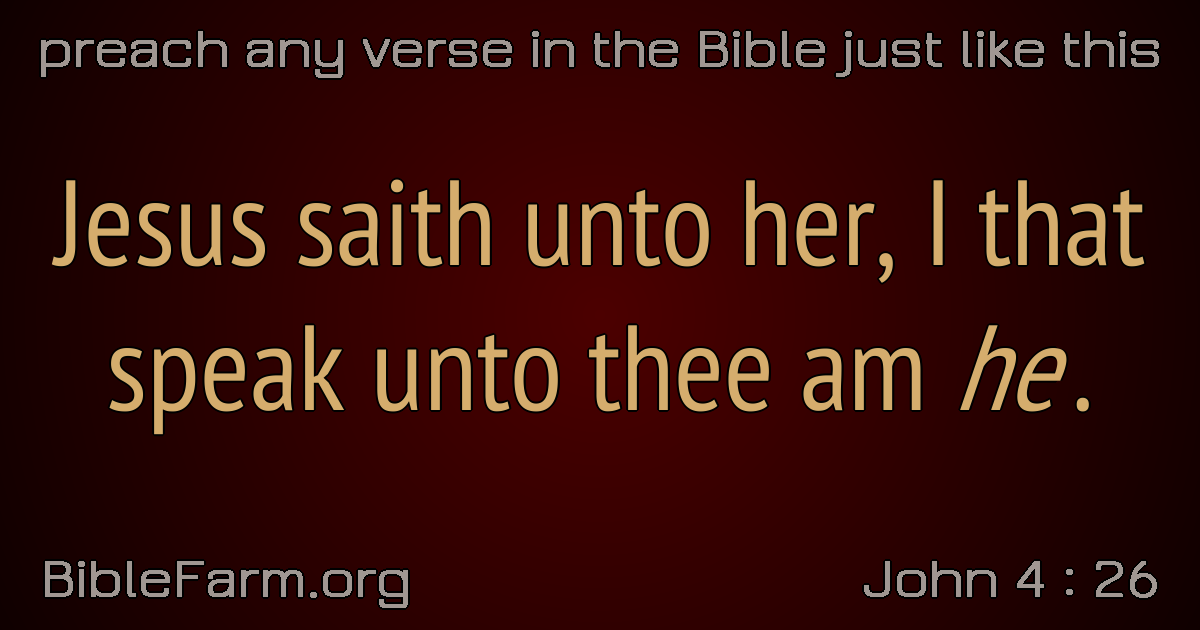 preach any verse in the Bible just like this
Jesus saith unto her, I that
speak unto thee am he.
BibleFarm.org
John 4 : 26